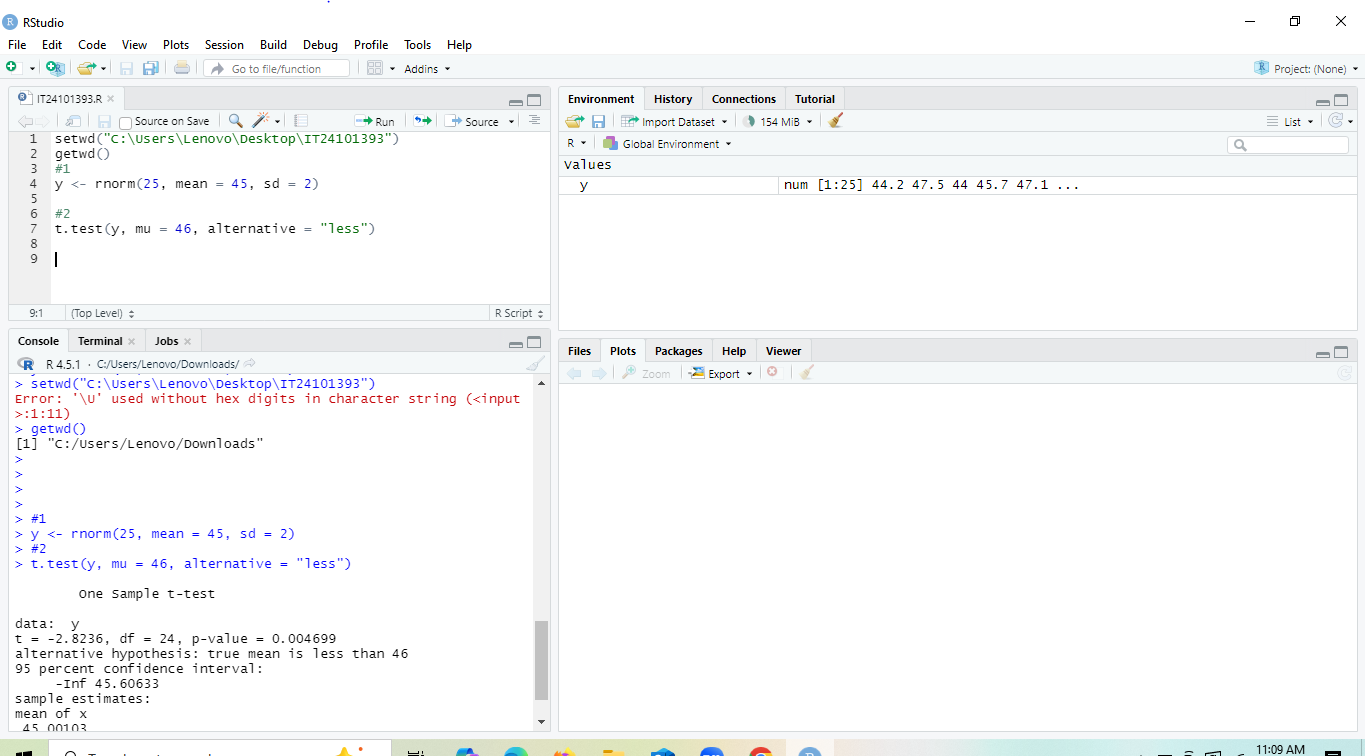 RStudio
File Edit Code View Plots Session Build Debug Profile Tools Help
Go to file/function Addins Project: (None)
IT24101393.R
Source on Save Run Source
1 setwd("C:\Users\Lenovo\Desktop\IT24101393")
2 getwd()
3 #1
4 y <- rnorm(25, mean = 45, sd = 2)
5
6 #2
7 t.test(y, mu = 46, alternative = "less")
8
9
9:1 (Top Level) R Script
Console Terminal Jobs
R 4.5.1 · C:/Users/Lenovo/Downloads/
> setwd("C:\Users\Lenovo\Desktop\IT24101393")
Error: '\U' used without hex digits in character string (<input
>:1:11)
> getwd()
[1] "C:/Users/Lenovo/Downloads"
>
>
>
>
> #1
> y <- rnorm(25, mean = 45, sd = 2)
> #2
> t.test(y, mu = 46, alternative = "less")
One Sample t-test
data: y
t = -2.8236, df = 24, p-value = 0.004699
alternative hypothesis: true mean is less than 46
95 percent confidence interval:
-Inf 45.60633
sample estimates:
mean of x
45.00103
Environment History Connections Tutorial
Import Dataset 154 MiB List
R Global Environment
Values
y num [1:25] 44.2 47.5 44 45.7 47.1 ...
Files Plots Packages Help Viewer
Zoom Export
11:09 AM